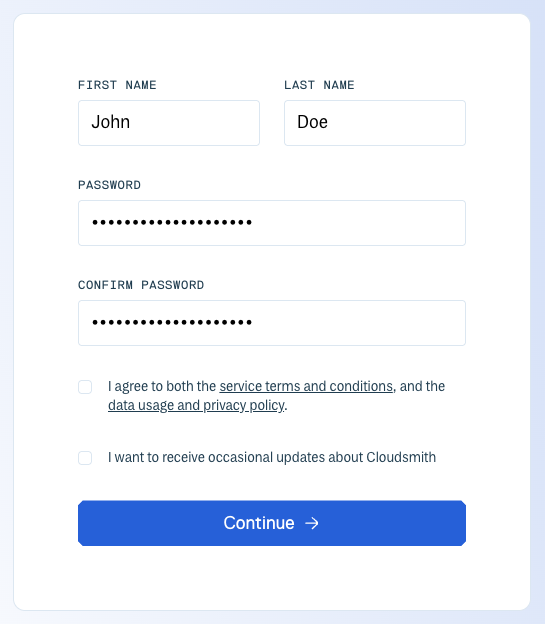 FIRST NAME
LAST NAME
John
Doe
PASSWORD
••••••••••••••••••••
CONFIRM PASSWORD
••••••••••••••••••••
I agree to both the service terms and conditions, and the
data usage and privacy policy.
I want to receive occasional updates about Cloudsmith
Continue →